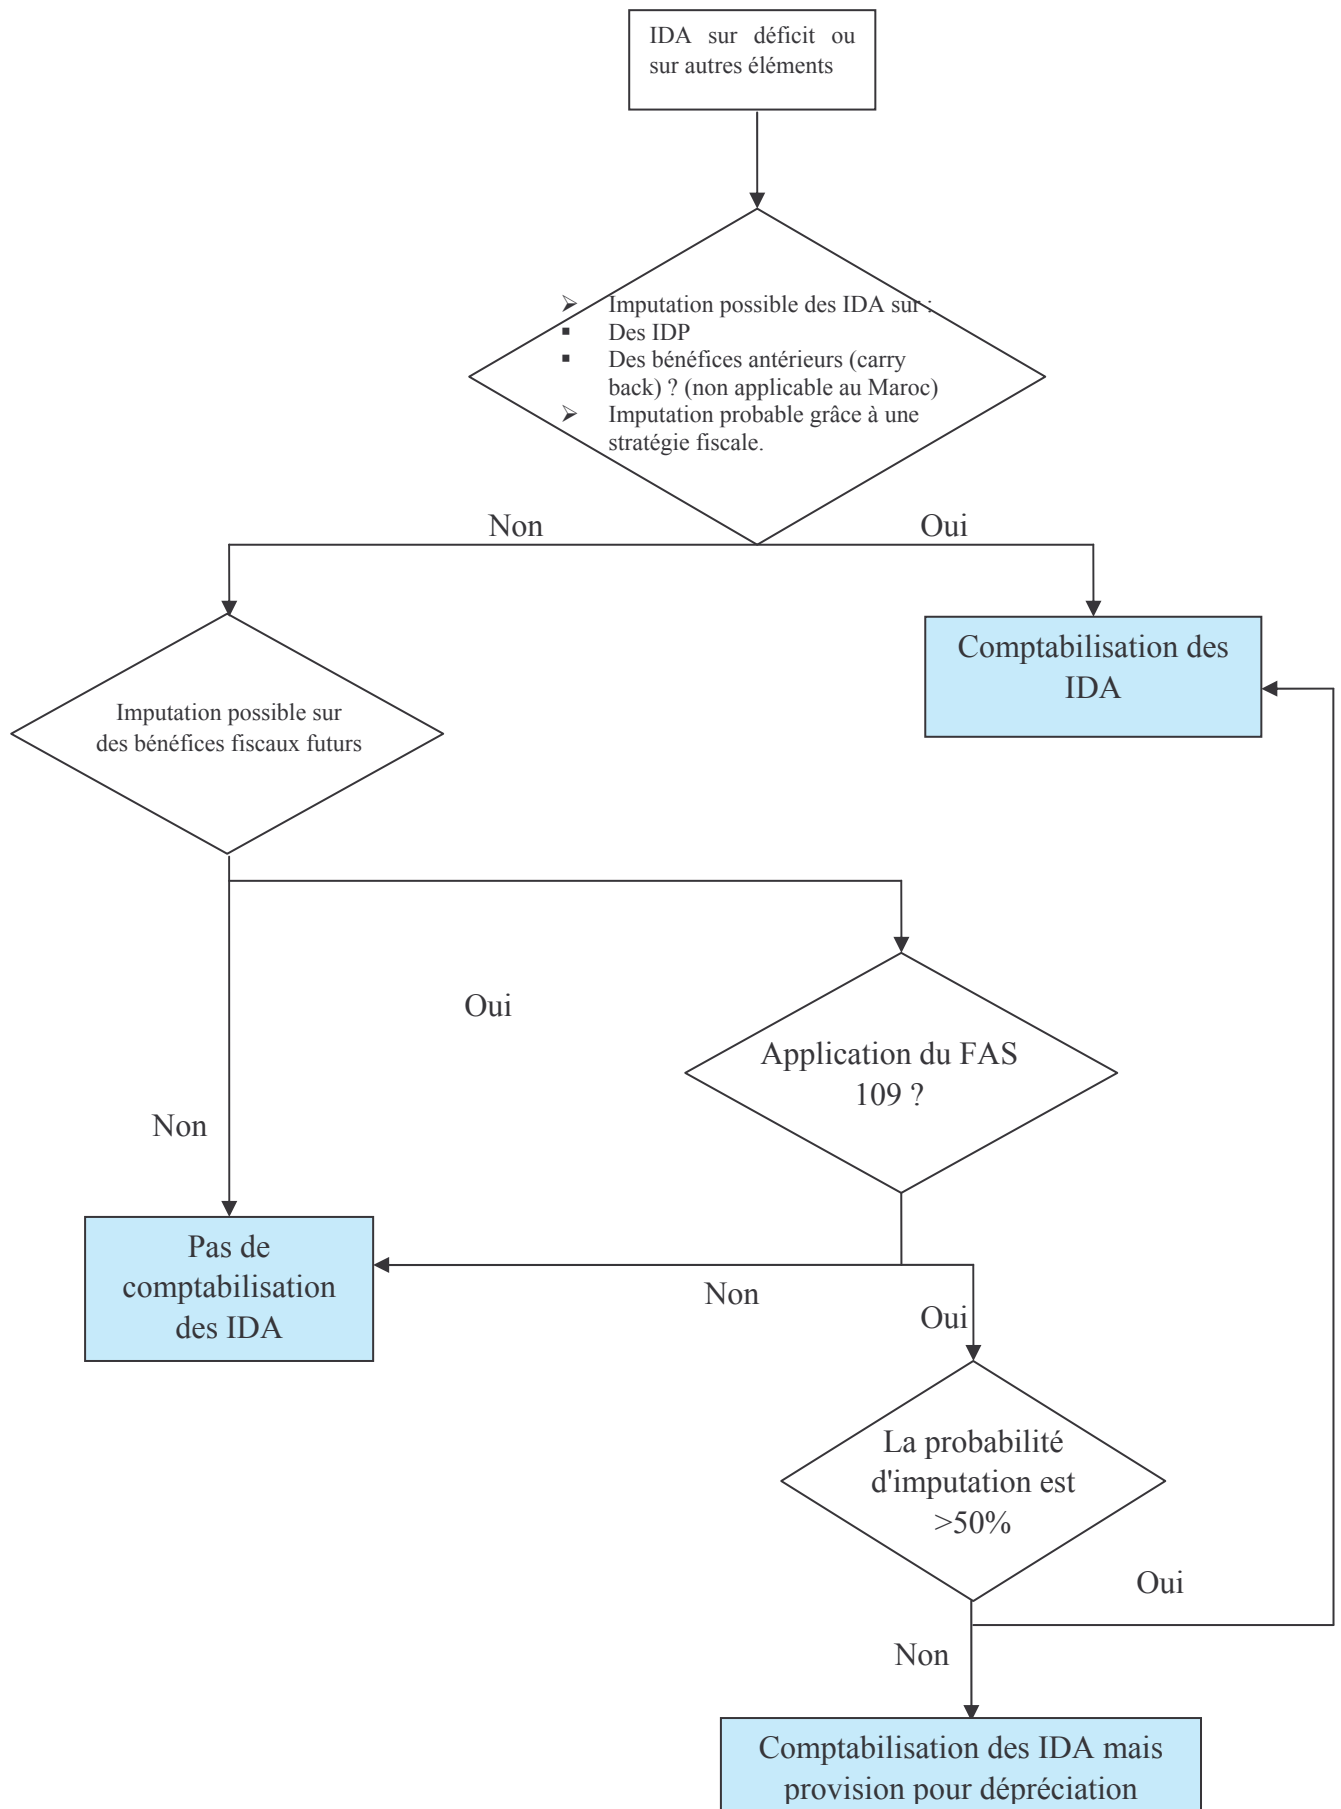 IDA sur déficit ou
sur autres éléments
➢ Imputation possible des IDA sur :
▪ Des IDP
▪ Des bénéfices antérieurs (carry
back) ? (non applicable au Maroc)
➢ Imputation probable grâce à une
stratégie fiscale.
Non
Oui
Comptabilisation des
IDA
Imputation possible sur
des bénéfices fiscaux futurs
Oui
Application du FAS
109 ?
Non
Pas de
comptabilisation
des IDA
Non
Oui
La probabilité
d'imputation est
>50%
Oui
Non
Comptabilisation des IDA mais
provision pour dépréciation